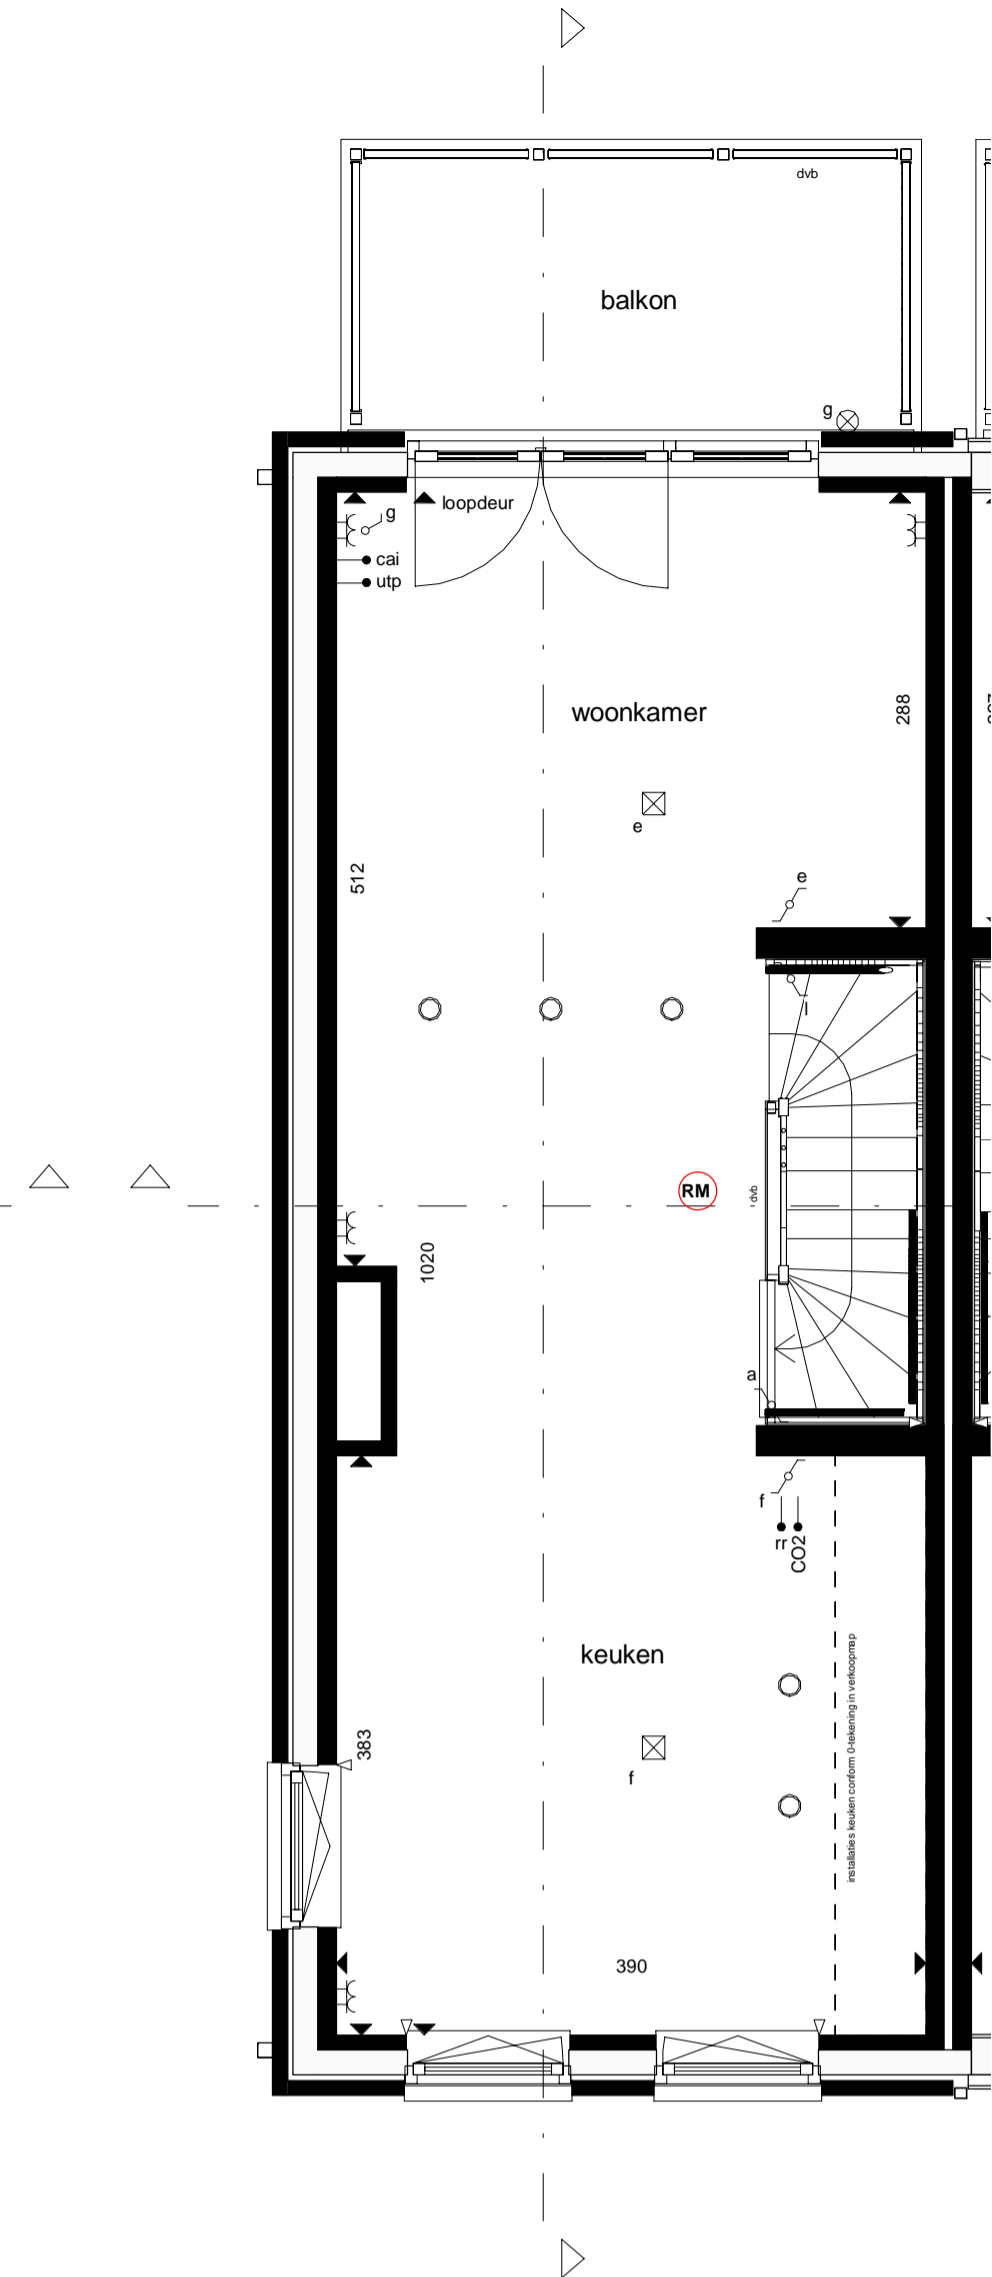 dvb
balkon
g
g
loopdeur
cai
utp
woonkamer
288
e
512
e
l
RM
dvb
1020
a
f
rr
CO2
keuken
installaties keuken conform 0-tekening in verkoopmap
383
f
390